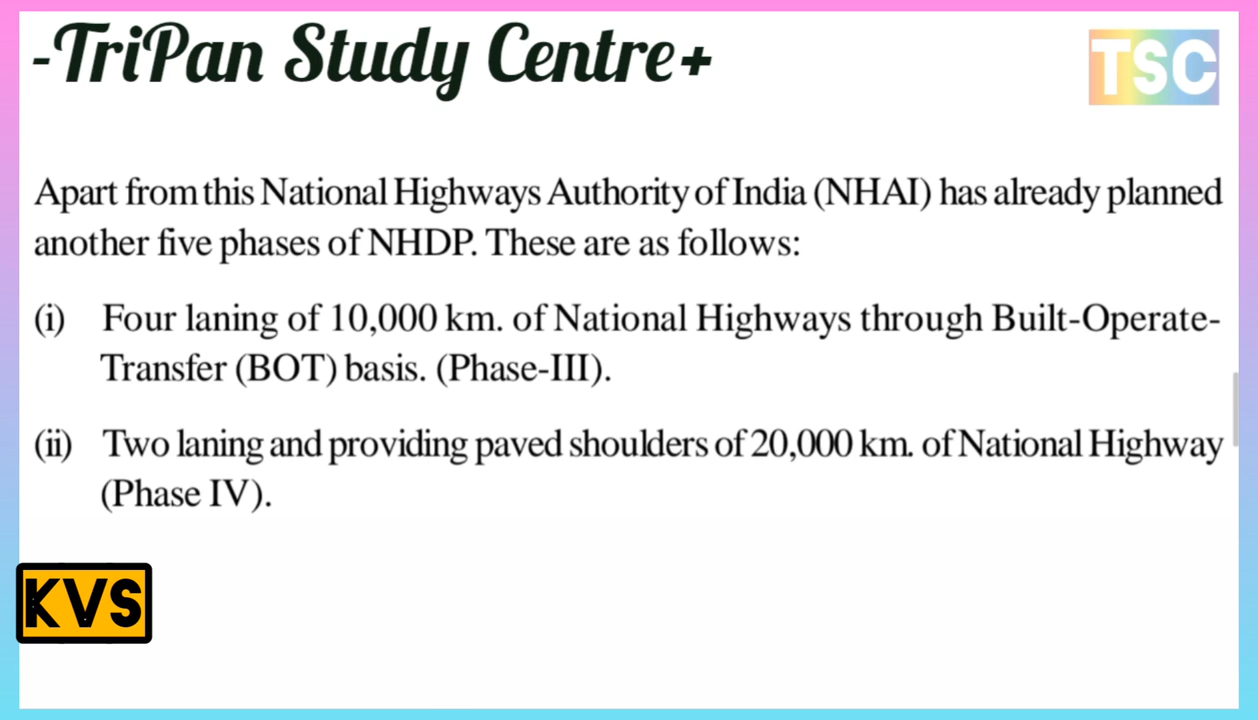 -TriPan Study Centre+
TSC
Apart from this National Highways Authority of India (NHAI) has already planned
another five phases of NHDP. These are as follows:
(i) Four laning of 10,000 km. of National Highways through Built-Operate-
Transfer (BOT) basis. (Phase-III).
(ii) Two laning and providing paved shoulders of 20,000 km. of National Highway
(Phase IV).
KVS